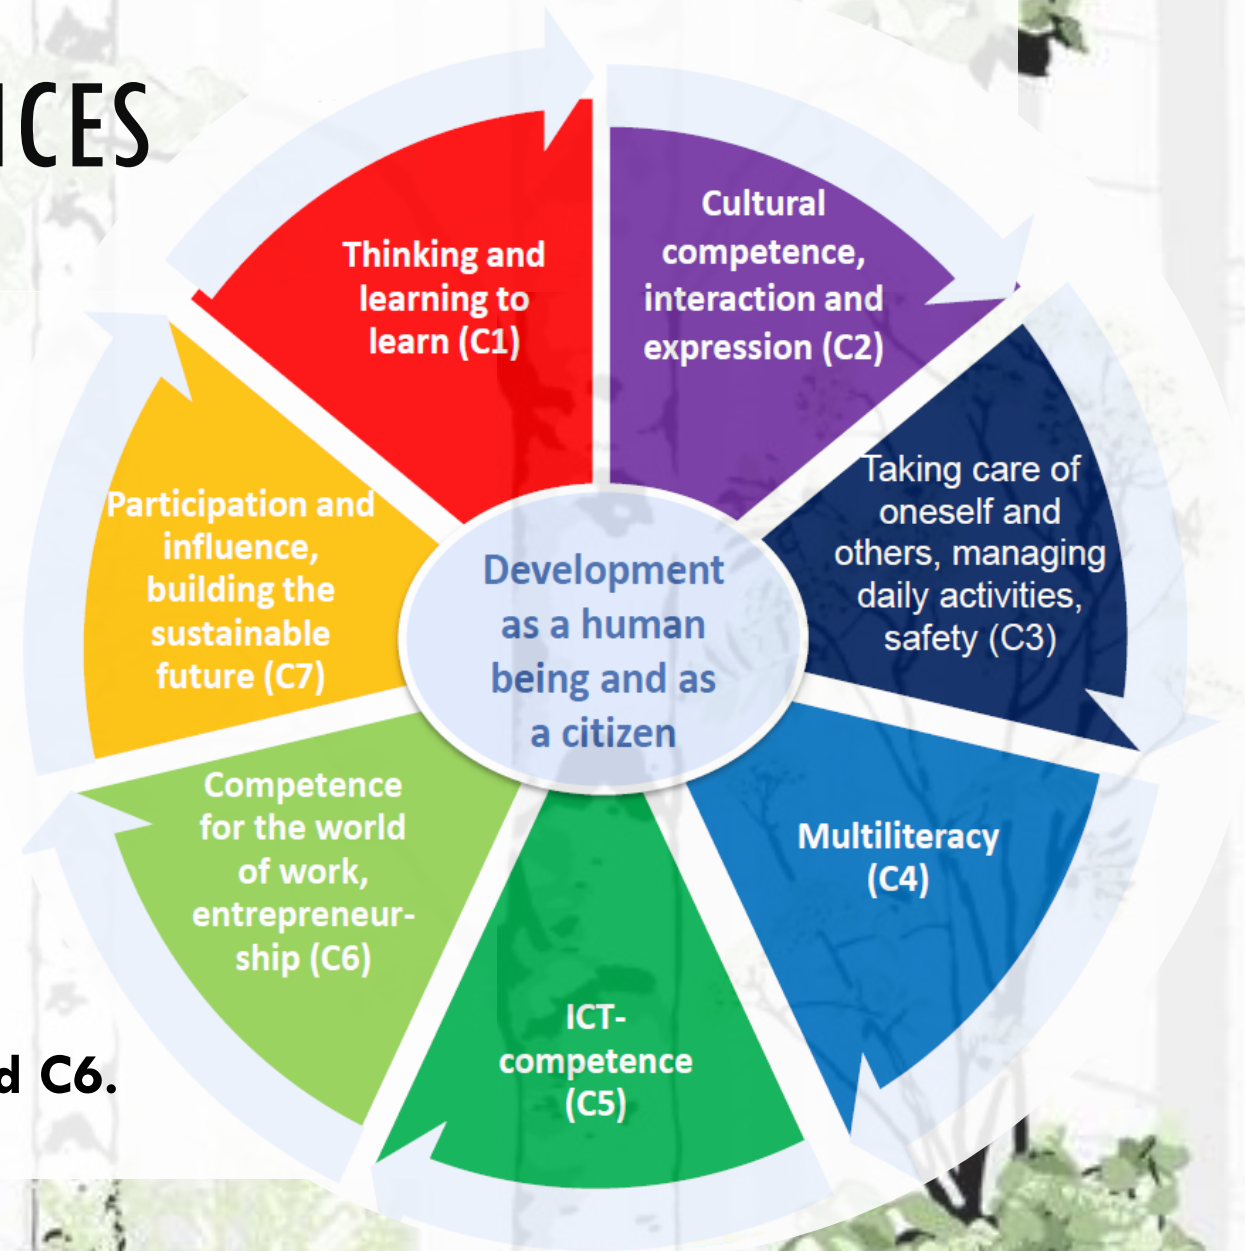 ICES
Thinking and
learning to
learn (C1)
Cultural
competence,
interaction and
expression (C2)
Taking care of
oneself and
others, managing
daily activities,
safety (C3)
Multiliteracy
(C4)
ICT-
competence
(C5)
Competence
for the world
of work,
entrepreneur-
ship (C6)
Participation and
influence,
building the
sustainable
future (C7)
Development
as a human
being and as
a citizen
d C6.